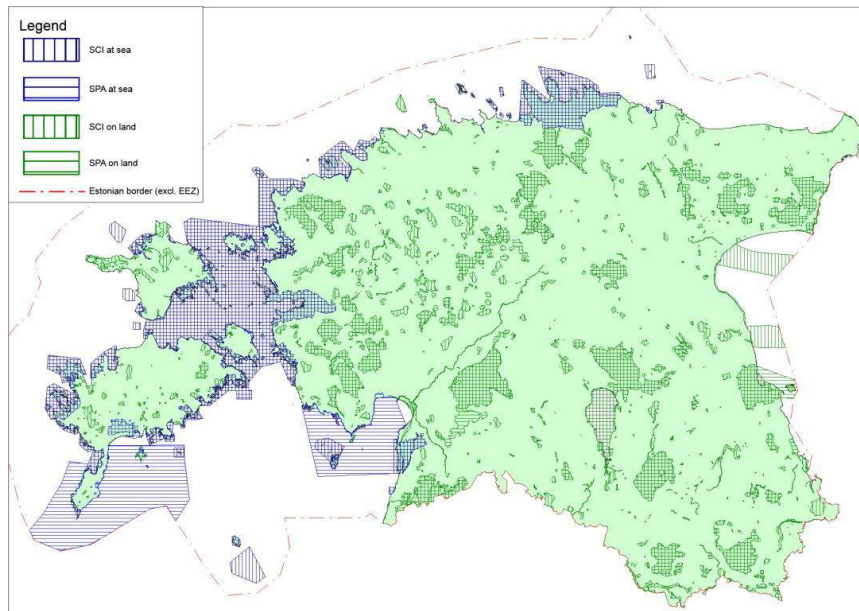 Legend
SCI at sea
SPA at sea
SCI on land
SPA on land
Estonian border (excl. EEZ)